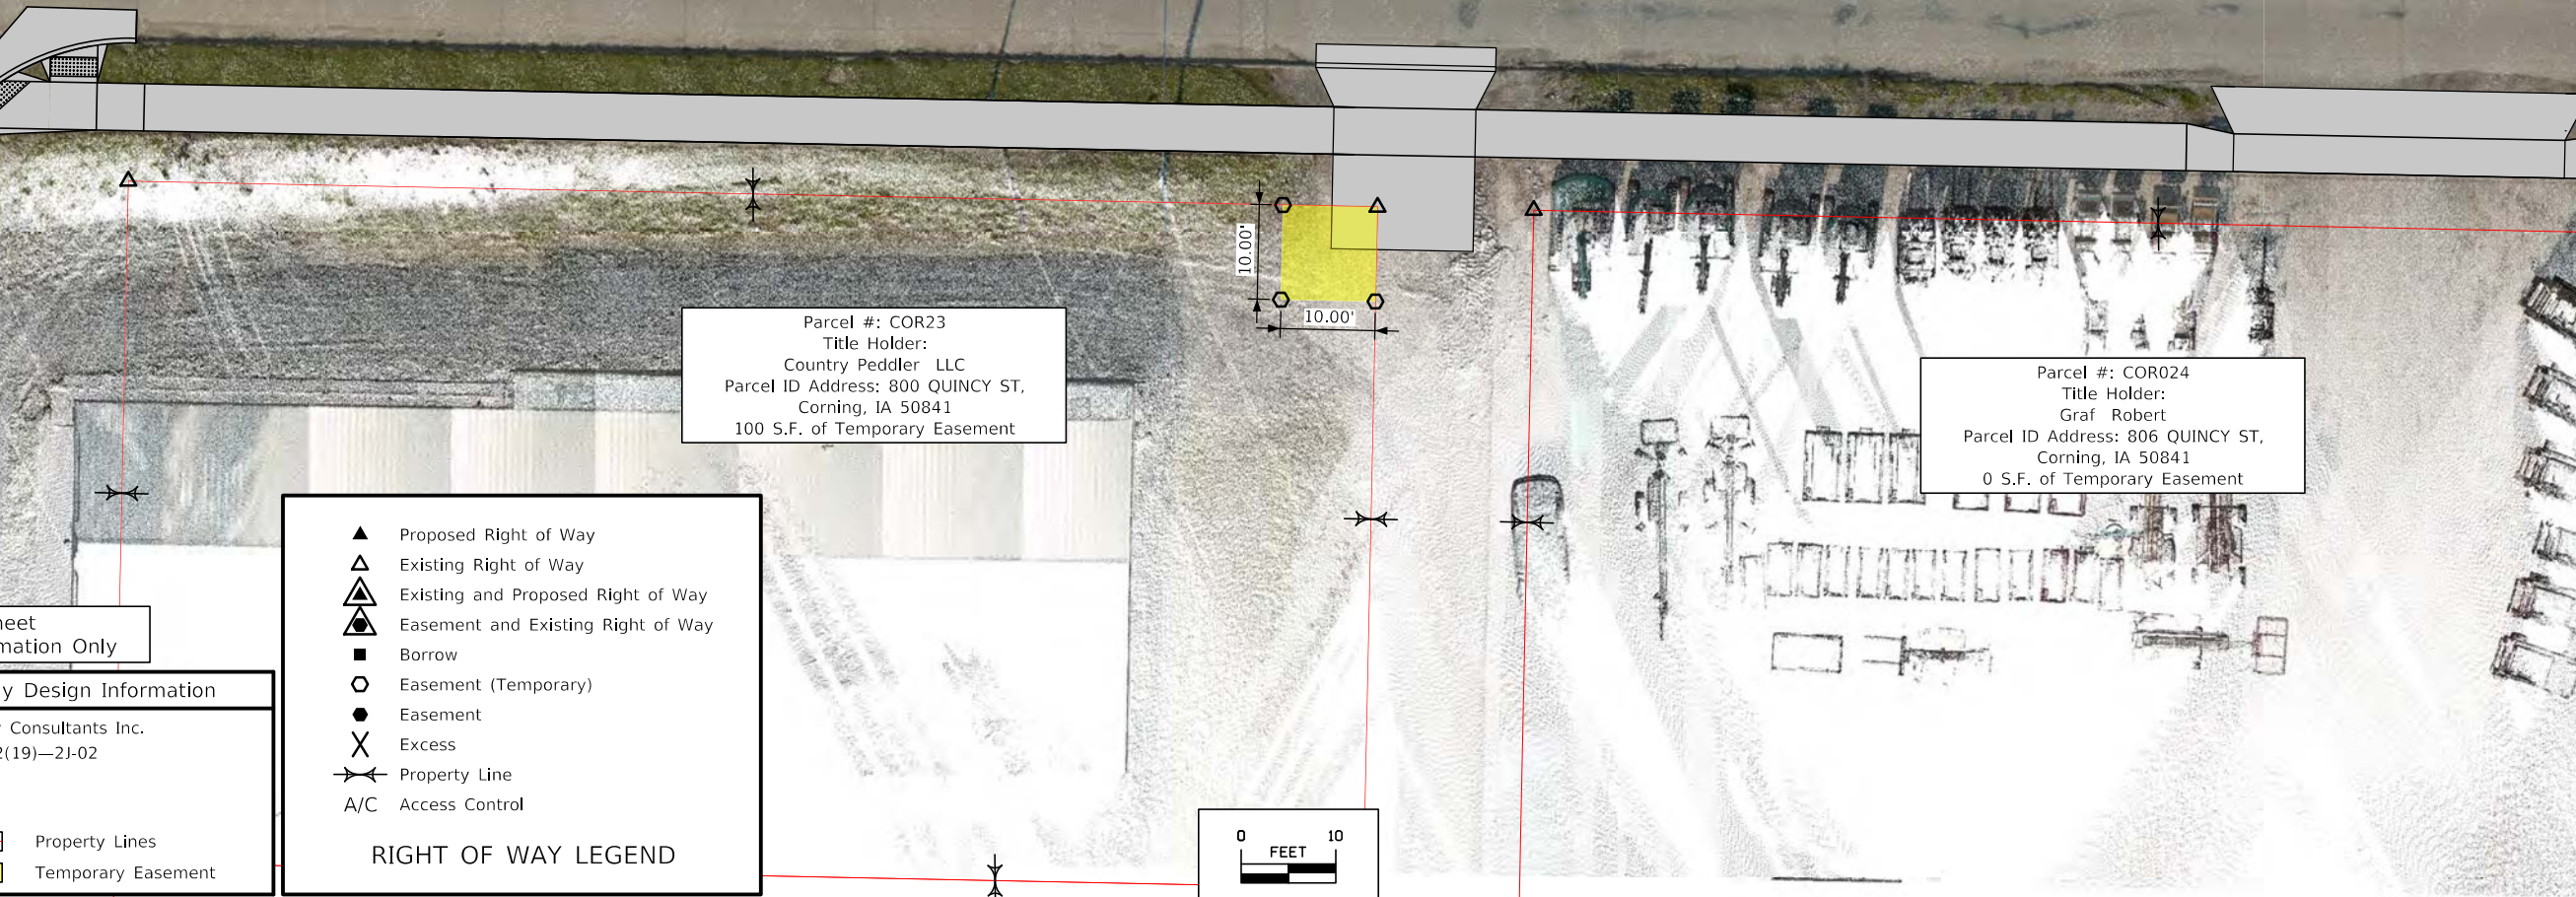 10.00'
10.00'
Parcel #: COR23
Title Holder:
Country Peddler LLC
Parcel ID Address: 800 QUINCY ST,
Corning, IA 50841
100 S.F. of Temporary Easement
Parcel #: COR024
Title Holder:
Graf Robert
Parcel ID Address: 806 QUINCY ST,
Corning, IA 50841
0 S.F. of Temporary Easement
Proposed Right of Way
Existing Right of Way
Existing and Proposed Right of Way
Easement and Existing Right of Way
Borrow
Easement (Temporary)
Easement
Excess
Property Line
A/C Access Control
RIGHT OF WAY LEGEND
mation Only
y Design Information
Consultants Inc.
2(19)—2J-02
Property Lines
Temporary Easement
0 10
FEET